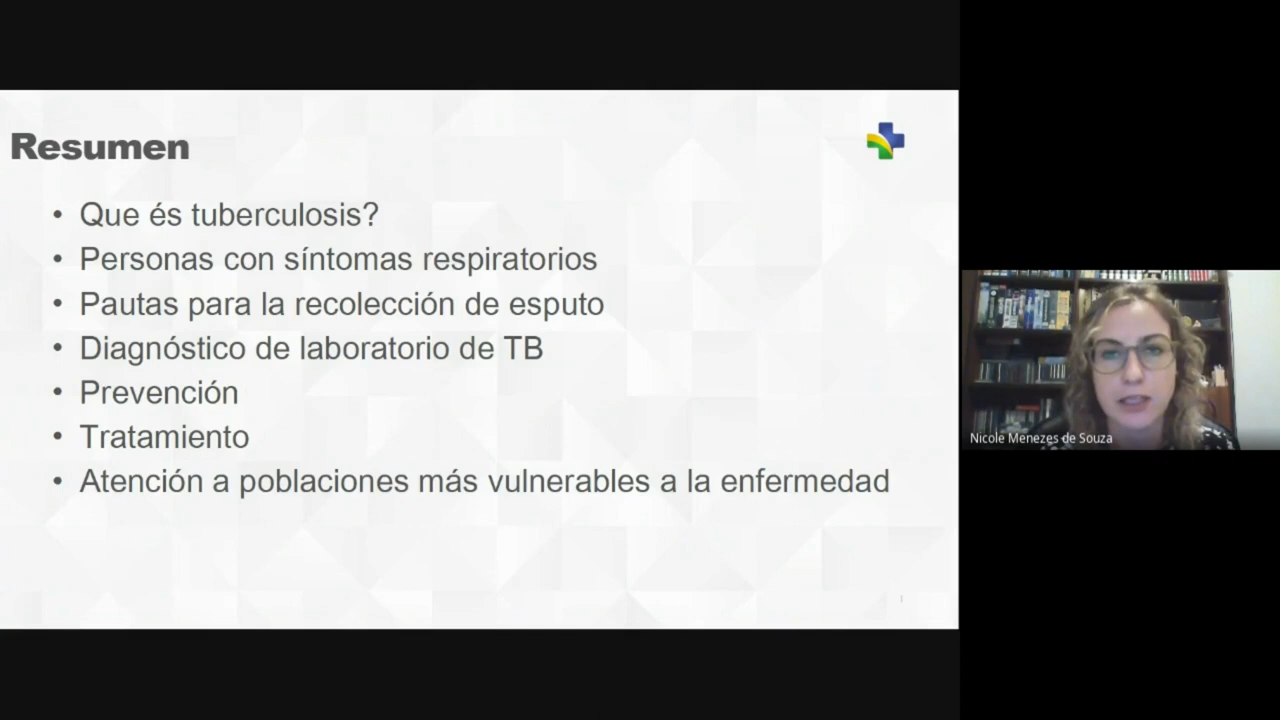 Resumen
• Que és tuberculosis?
• Personas con síntomas respiratorios
• Pautas para la recolección de esputo
• Diagnóstico de laboratorio de TB
• Prevención
• Tratamiento
• Atención a poblaciones más vulnerables a la enfermedad
Nicole Menezes de Souza